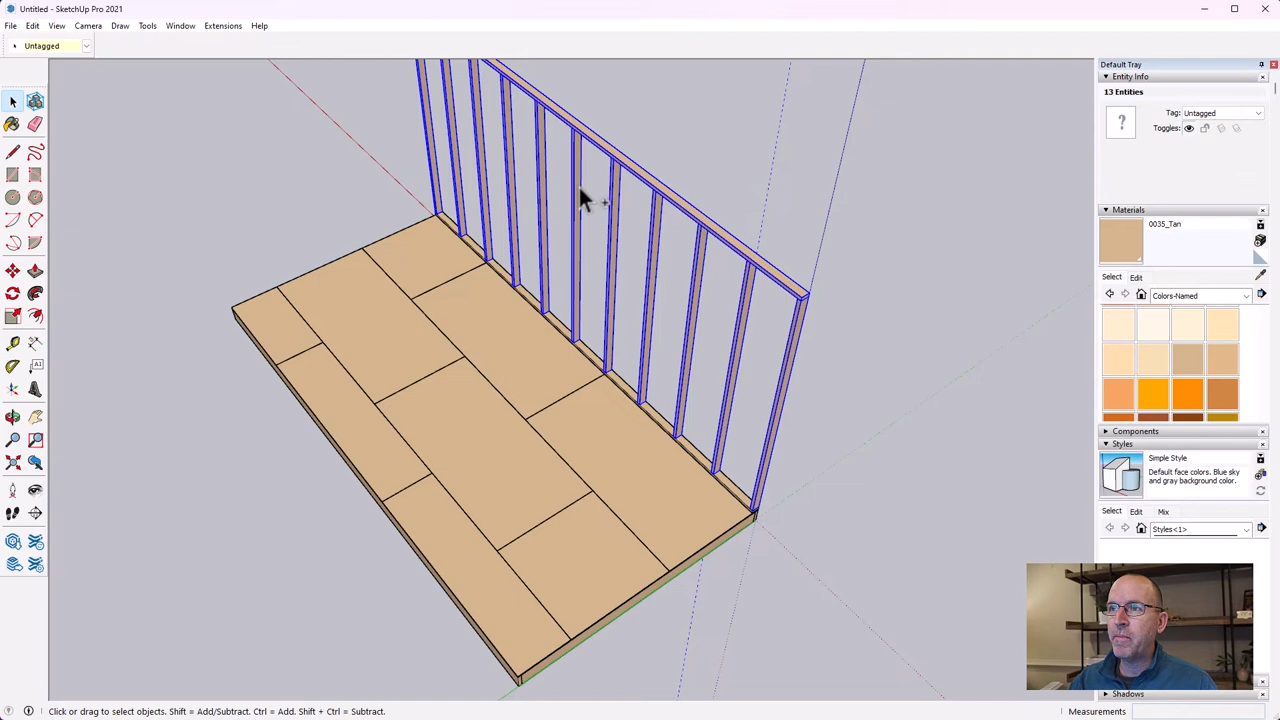 Untitled - SketchUp Pro 2021
File Edit View Camera Draw Tools Window Extensions Help
Untagged
Default Tray
Entity Info
13 Entities
?
Tag: Untagged
Toggles:
Materials
0035_Tan
Select Edit
Colors-Named
Components
Styles
Simple Style
Default face colors. Blue sky and gray background color.
Select Edit Mix
Styles<1>
Shadows
A1
Click or drag to select objects. Shift = Add/Subtract. Ctrl = Add. Shift + Ctrl = Subtract.
Measurements